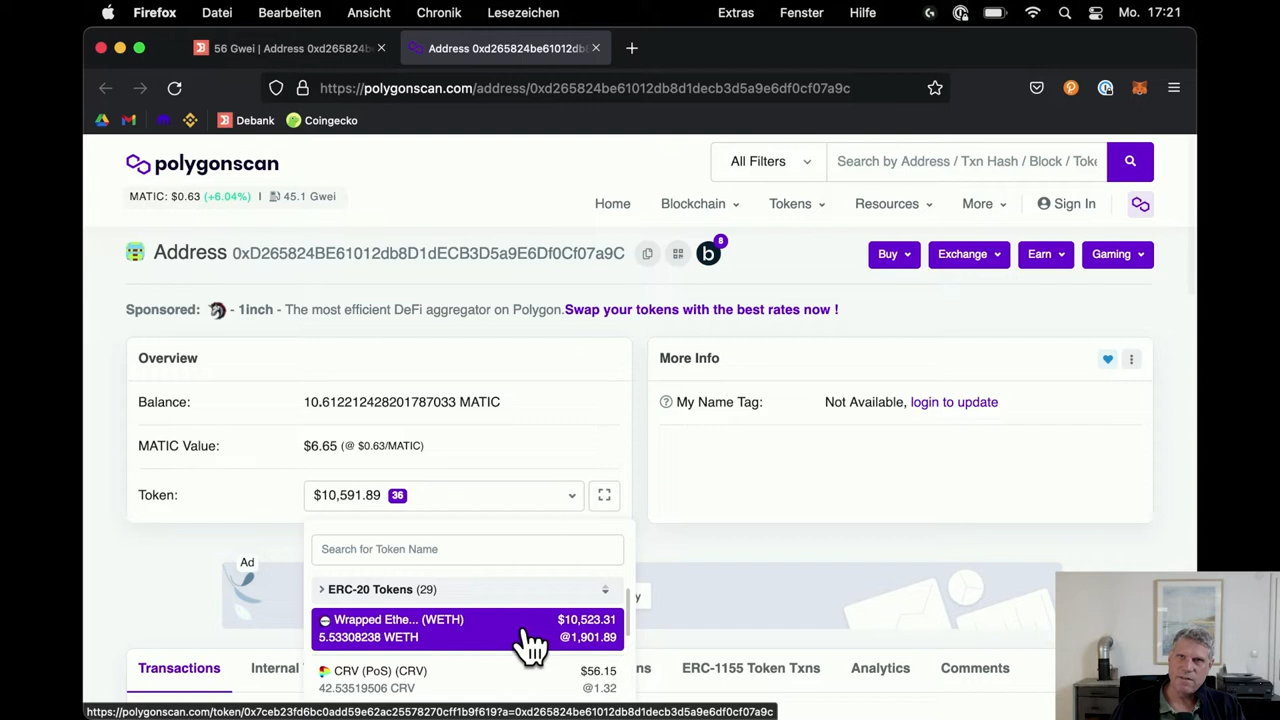 Firefox Datei Bearbeiten Ansicht Chronik Lesezeichen Extras Fenster Hilfe Mo. 17:21
56 Gwei | Address 0xd265824b Address 0xd265824be61012db
https://polygonscan.com/address/0xd265824be61012db8d1decb3d5a9e6df0cf07a9c
Debank Coingecko
polygonscan
All Filters Search by Address / Txn Hash / Block / Toke
MATIC: $0.63 (+6.04%) | 45.1 Gwei
Home Blockchain Tokens Resources More Sign In
Address 0xD265824BE61012db8D1dECB3D5a9E6Df0Cf07a9C b 8
Buy Exchange Earn Gaming
Sponsored: - 1inch - The most efficient DeFi aggregator on Polygon.Swap your tokens with the best rates now !
Overview
More Info
Balance: 10.612212428201787033 MATIC
My Name Tag: Not Available, login to update
MATIC Value: $6.65 (@ $0.63/MATIC)
Token: $10,591.89 36
Search for Token Name
Ad
ERC-20 Tokens (29)
Wrapped Ethe... (WETH) $10,523.31
5.53308238 WETH @1,901.89
CRV (PoS) (CRV) $56.15
42.53519506 CRV @1.32
Transactions Internal ns ERC-1155 Token Txns Analytics Comments
https://polygonscan.com/token/0x7ceb23fd6bc0add59e62ac25578270cff1b9f619?a=0xd265824be61012db8d1decb3d5a9e6df0cf07a9c